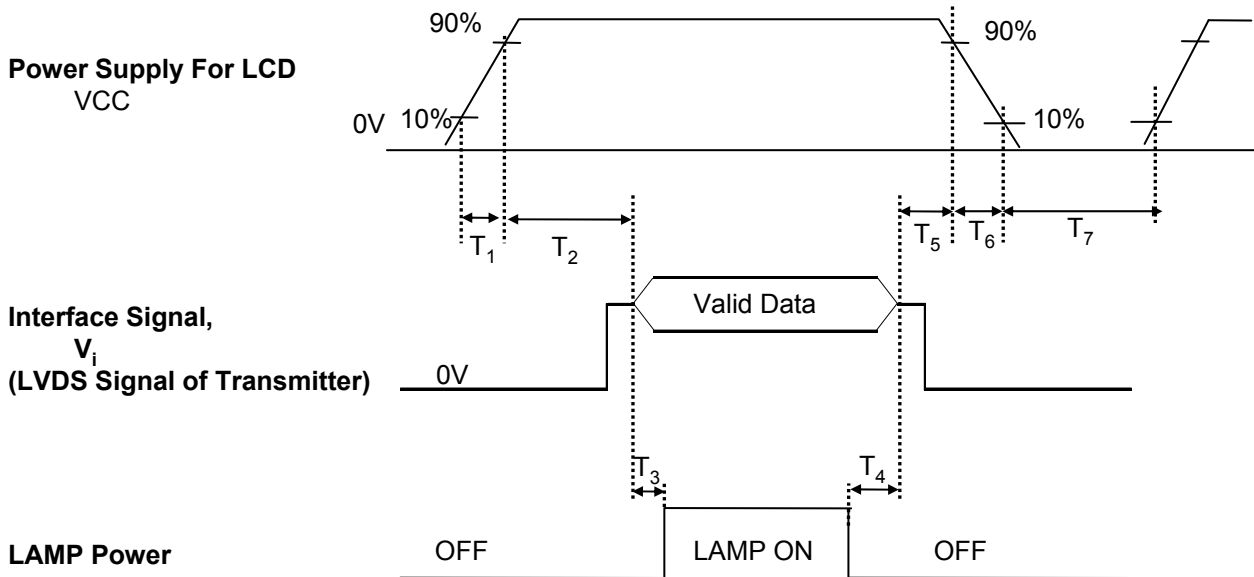 90%
90%
Power Supply For LCD
VCC
0V
10%
10%
T₁
T₂
T₅
T₆
T₇
Valid Data
Interface Signal,
Vᵢ
(LVDS Signal of Transmitter)
0V
T₃
T₄
LAMP Power
OFF
LAMP ON
OFF